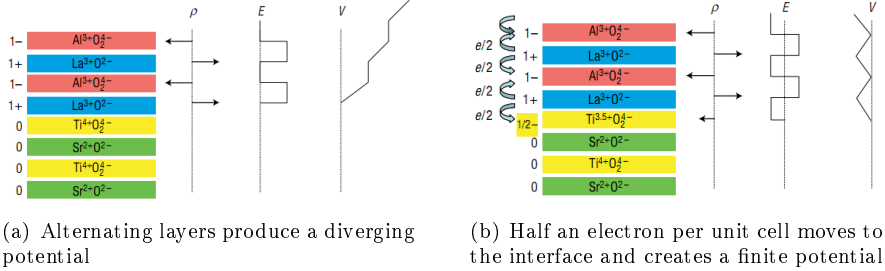 ρ E V
1− Al³⁺O₂⁴⁻
1+ La³⁺O²⁻
1− Al³⁺O₂⁴⁻
1+ La³⁺O²⁻
0 Ti⁴⁺O₂⁴⁻
0 Sr²⁺O²⁻
0 Ti⁴⁺O₂⁴⁻
0 Sr²⁺O²⁻
(a) Alternating layers produce a diverging
potential
ρ E V
1− Al³⁺O₂⁴⁻
e/2
1+ La³⁺O²⁻
e/2
1− Al³⁺O₂⁴⁻
e/2
1+ La³⁺O²⁻
e/2
1/2− Ti³·⁵⁺O₂⁴⁻
0 Sr²⁺O²⁻
0 Ti⁴⁺O₂⁴⁻
0 Sr²⁺O²⁻
(b) Half an electron per unit cell moves to
the interface and creates a finite potential